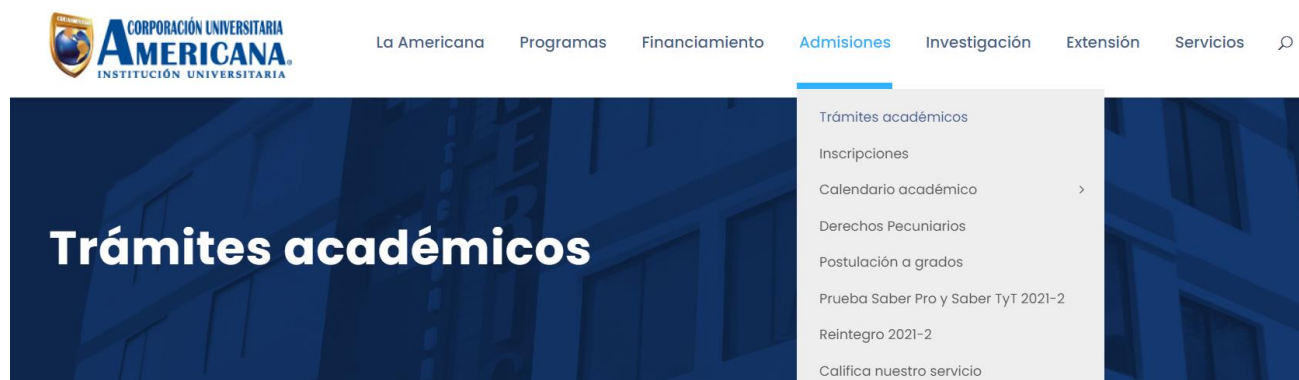 CORPORACIÓN UNIVERSITARIA
AMERICANA®
INSTITUCIÓN UNIVERSITARIA
La Americana
Programas
Financiamiento
Admisiones
Investigación
Extensión
Servicios
Trámites académicos
Inscripciones
Calendario académico >
Derechos Pecuniarios
Postulación a grados
Prueba Saber Pro y Saber TyT 2021-2
Reintegro 2021-2
Califica nuestro servicio
Trámites académicos